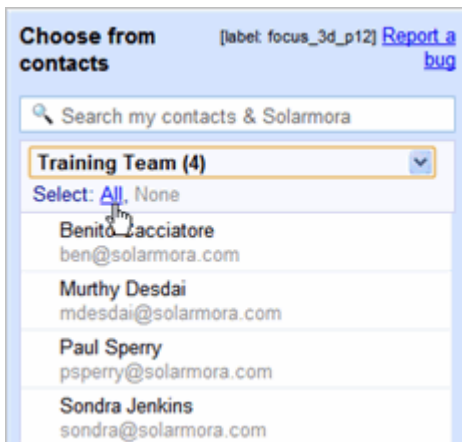 Choose from [label: focus_3d_p12] Report a
contacts bug
Search my contacts & Solarmora
Training Team (4)
Select: All, None
Benito Cacciatore
ben@solarmora.com
Murthy Desdai
mdesdai@solarmora.com
Paul Sperry
psperry@solarmora.com
Sondra Jenkins
sondra@solarmora.com